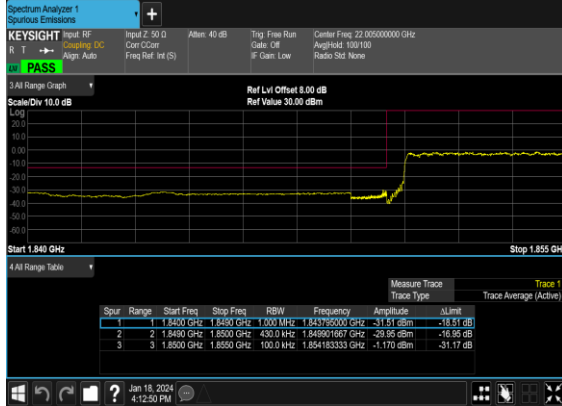 Spectrum Analyzer 1
Spurious Emissions
KEYSIGHT Input: RF Input Z: 50 Ω Atten: 40 dB Trig: Free Run Center Freq: 22.005000000 GHz
R T Coupling: DC Corr CCorr Gate: Off Avg|Hold: 100/100
Align: Auto Freq Ref: Int (S) IF Gain: Low Radio Std: None
PASS
3 All Range Graph
Ref Lvl Offset 8.00 dB
Scale/Div 10.0 dB Ref Value 30.00 dBm
Log
20.0
10.0
0.00
-10.0
-20.0
-30.0
-40.0
-50.0
-60.0
Start 1.840 GHz Stop 1.855 GH
4 All Range Table
Measure Trace Trace 1
Trace Type Trace Average (Active)
Spur Range Start Freq Stop Freq RBW Frequency Amplitude ΔLimit
1 1 1.8400 GHz 1.8490 GHz 1.000 MHz 1.843795000 GHz -31.51 dBm -18.51 dB
2 2 1.8490 GHz 1.8500 GHz 430.0 kHz 1.849901667 GHz -29.95 dBm -16.95 dB
3 3 1.8500 GHz 1.8550 GHz 100.0 kHz 1.854183333 GHz -1.170 dBm -31.17 dB
Jan 18, 2024
4:12:50 PM